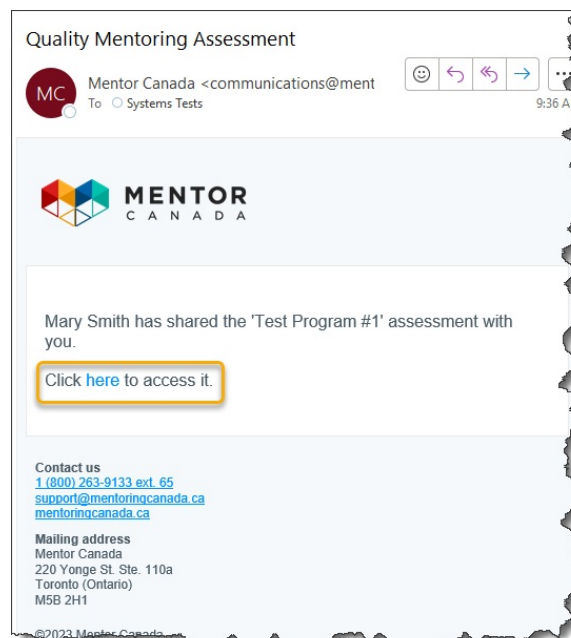 Quality Mentoring Assessment
MC
Mentor Canada <communications@ment
To Systems Tests
9:36 A
MENTOR
CANADA
Mary Smith has shared the 'Test Program #1' assessment with
you.
Click here to access it.
Contact us
1 (800) 263-9133 ext. 65
support@mentoringcanada.ca
mentoringcanada.ca
Mailing address
Mentor Canada
220 Yonge St. Ste. 110a
Toronto (Ontario)
M5B 2H1
©2023 Mentor Canada